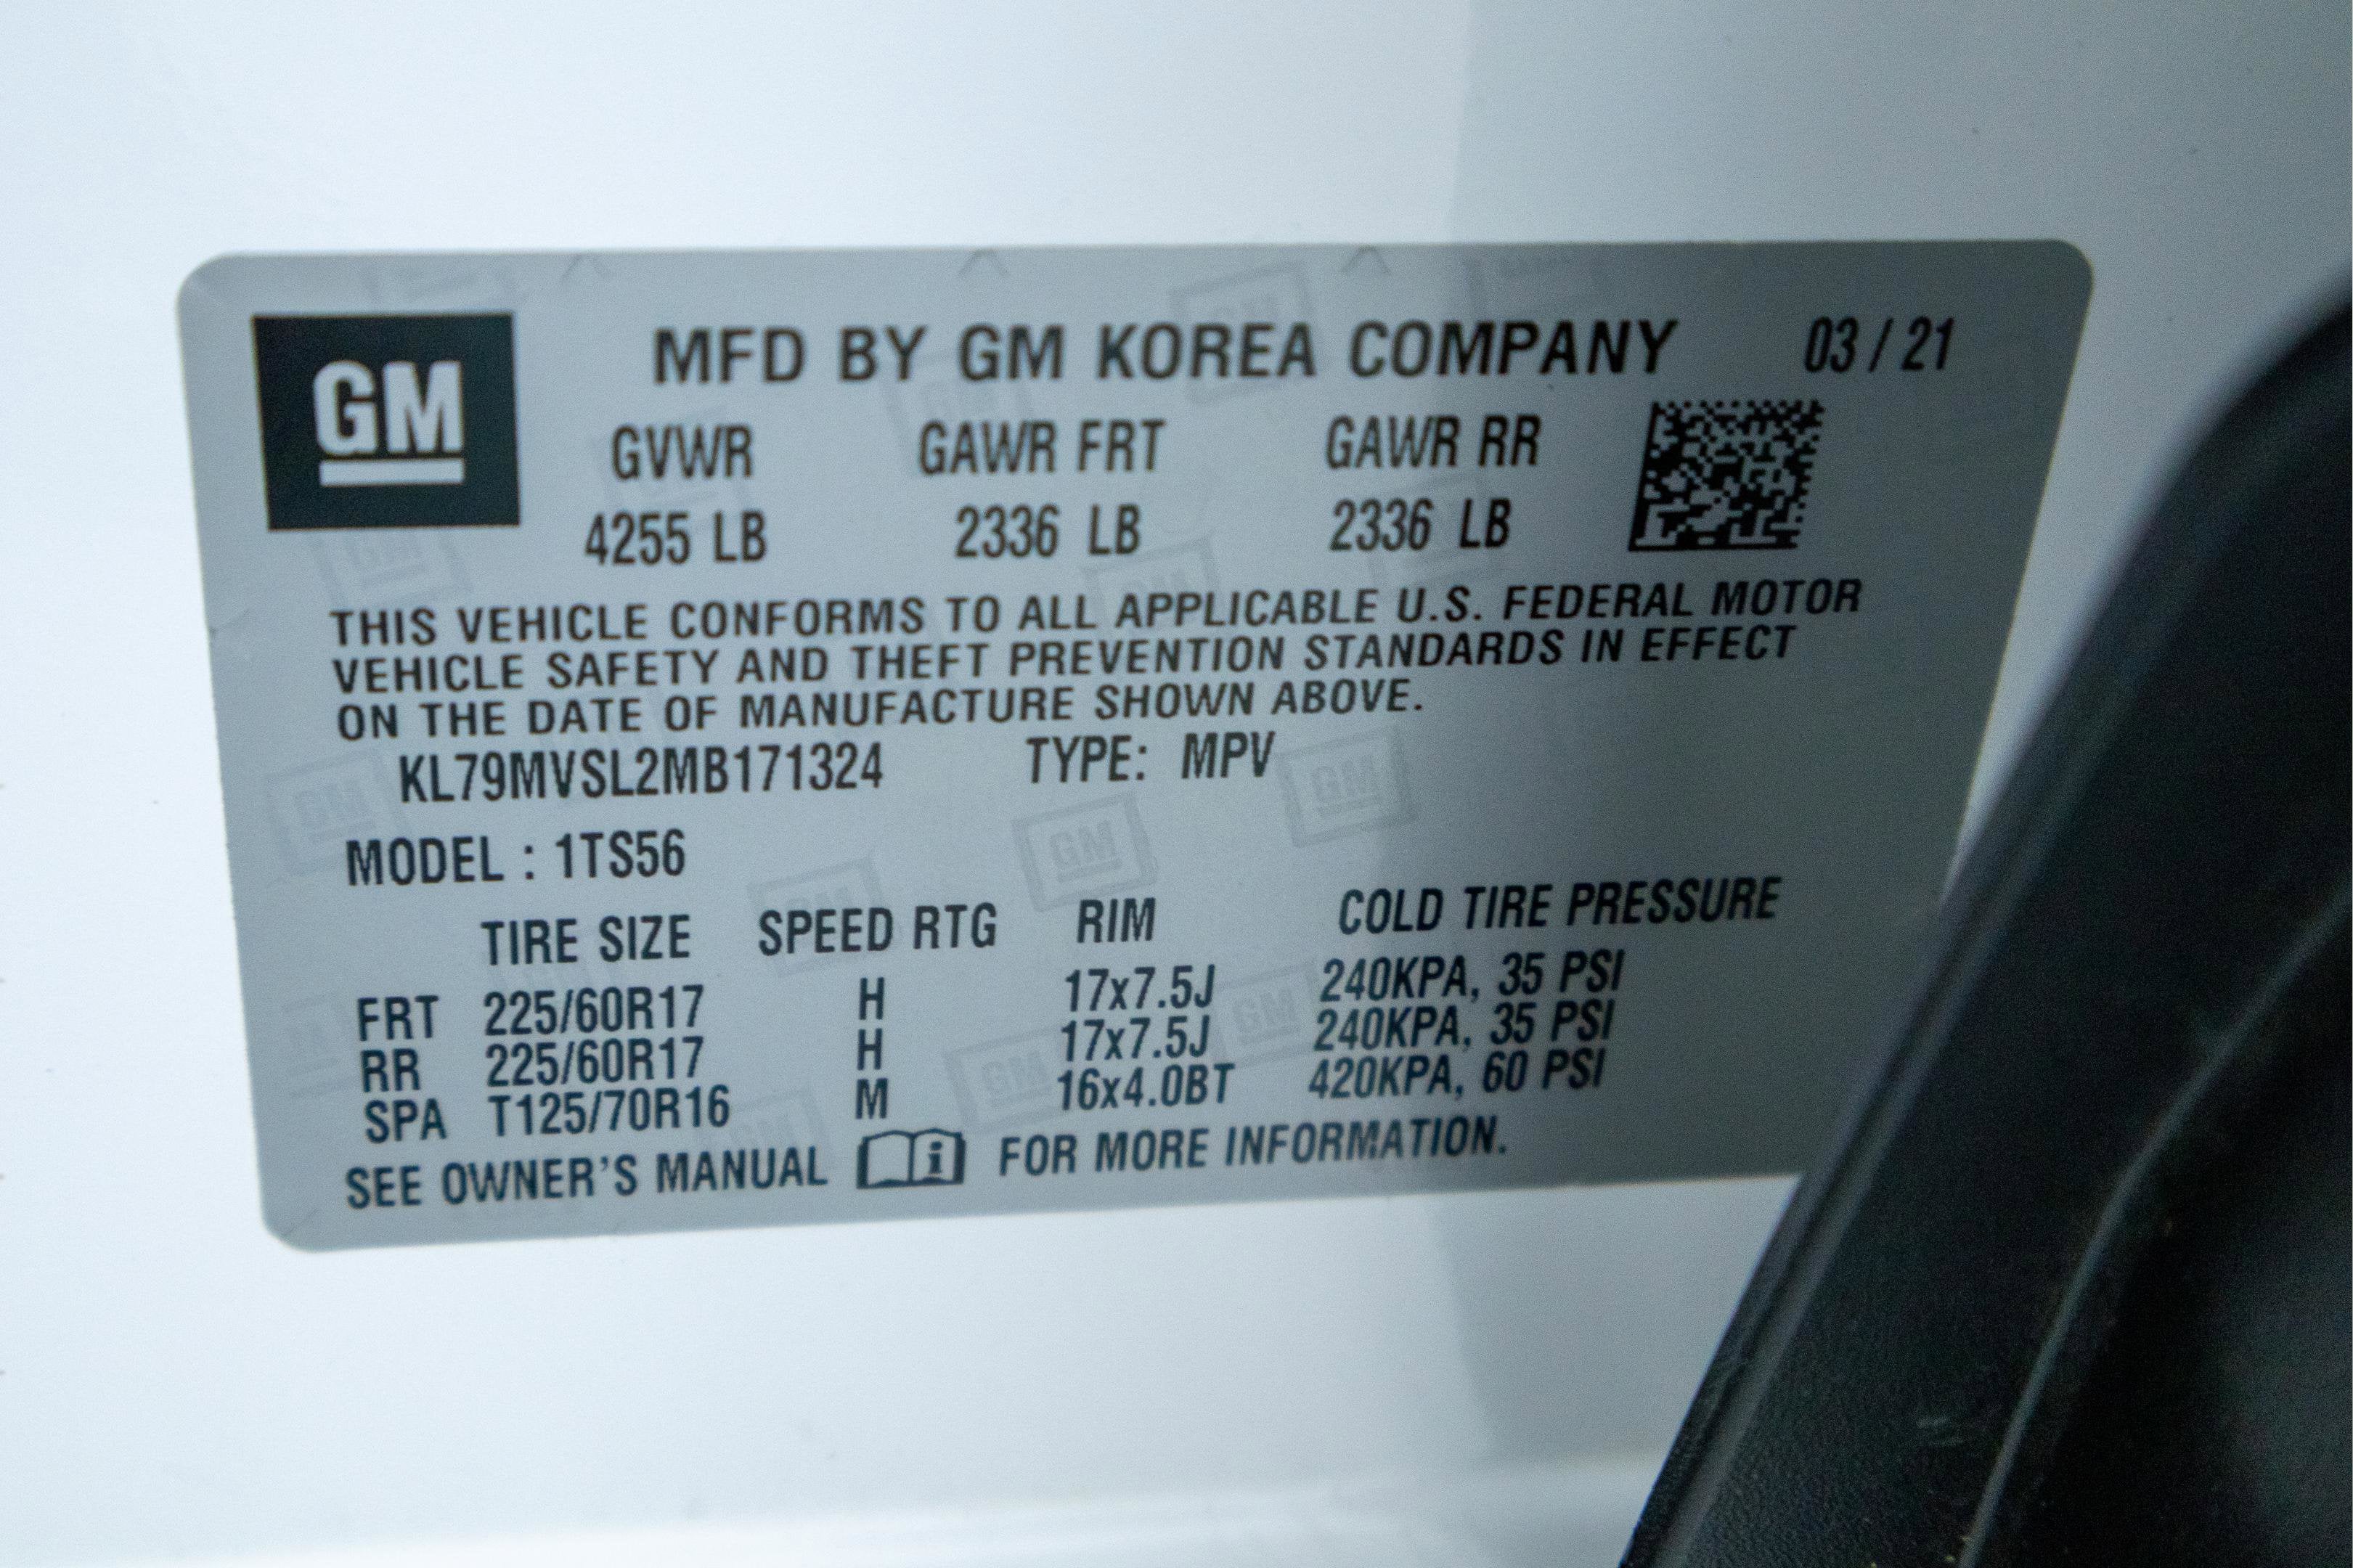 GM
MFD BY GM KOREA COMPANY 03 / 21
GVWR GAWR FRT GAWR RR
4255 LB 2336 LB 2336 LB
THIS VEHICLE CONFORMS TO ALL APPLICABLE U.S. FEDERAL MOTOR
VEHICLE SAFETY AND THEFT PREVENTION STANDARDS IN EFFECT
ON THE DATE OF MANUFACTURE SHOWN ABOVE.
KL79MVSL2MB171324 TYPE: MPV
MODEL : 1TS56
TIRE SIZE SPEED RTG RIM COLD TIRE PRESSURE
FRT 225/60R17 H 17x7.5J 240KPA, 35 PSI
RR 225/60R17 H 17x7.5J 240KPA, 35 PSI
SPA T125/70R16 M 16x4.0BT 420KPA, 60 PSI
SEE OWNER'S MANUAL i FOR MORE INFORMATION.